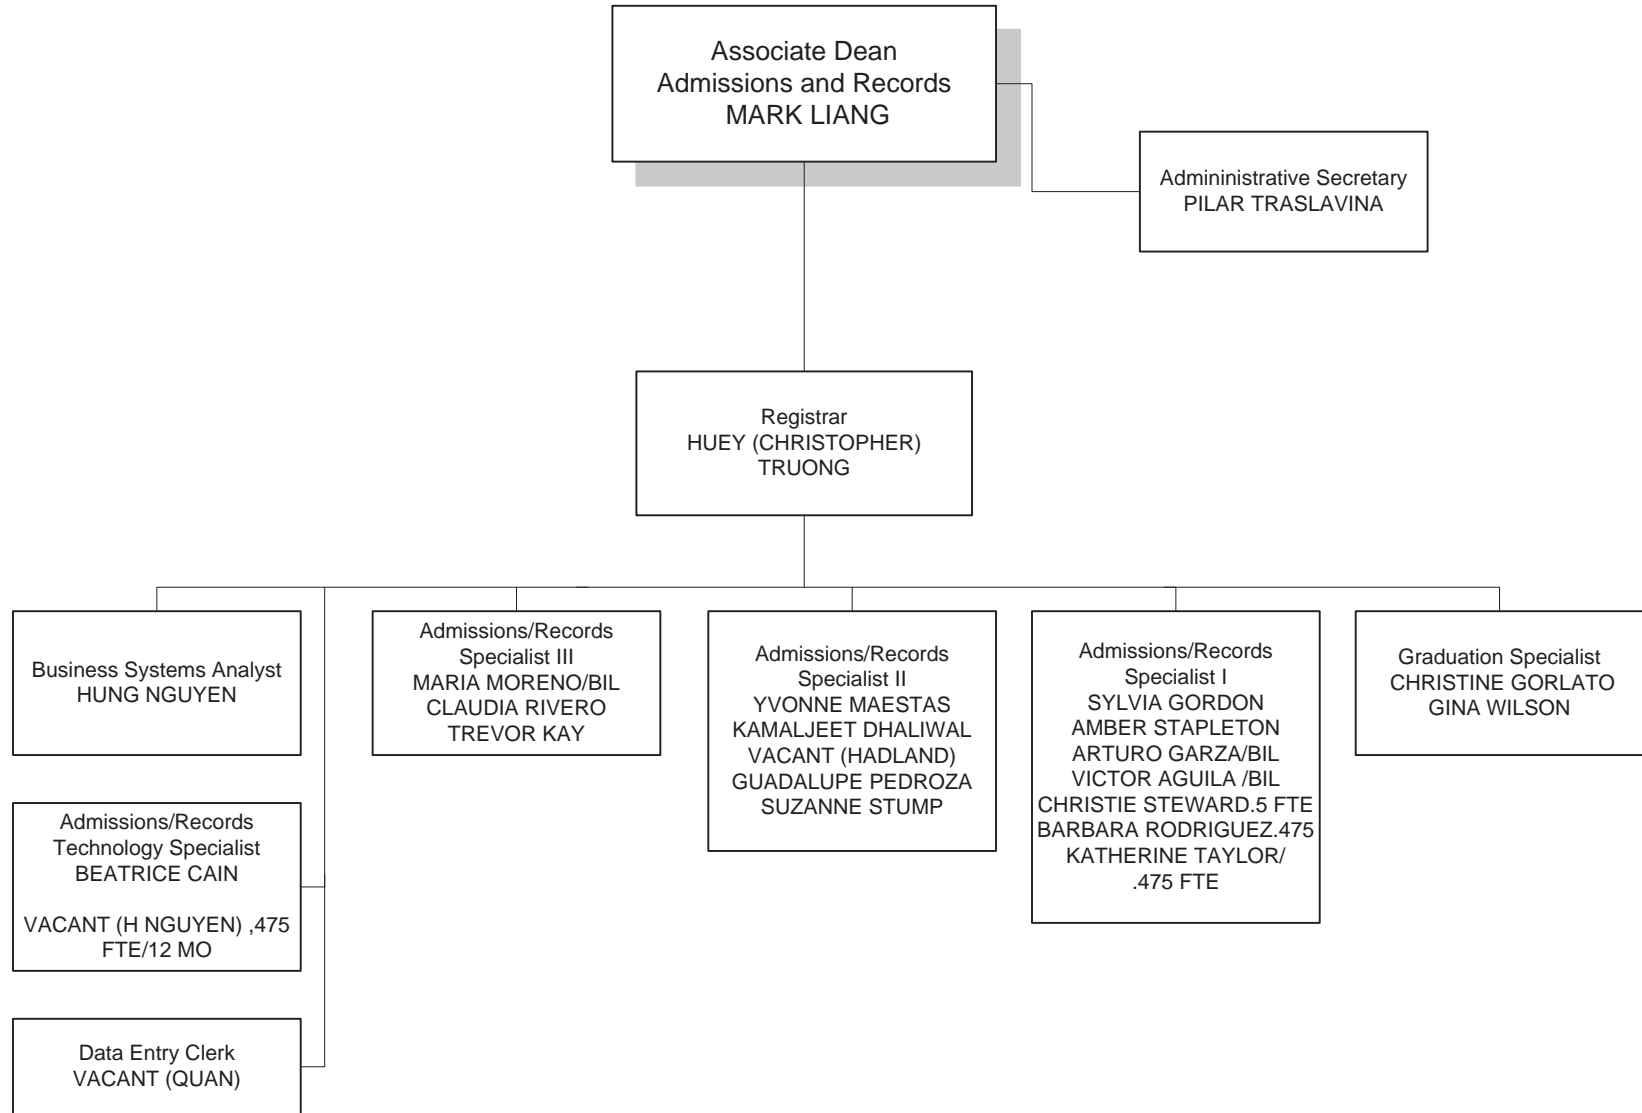 Associate Dean
Admissions and Records
MARK LIANG
Admininistrative Secretary
PILAR TRASLAVINA
Registrar
HUEY (CHRISTOPHER)
TRUONG
Business Systems Analyst
HUNG NGUYEN
Admissions/Records
Technology Specialist
BEATRICE CAIN
VACANT (H NGUYEN) ,475
FTE/12 MO
Data Entry Clerk
VACANT (QUAN)
Admissions/Records
Specialist III
MARIA MORENO/BIL
CLAUDIA RIVERO
TREVOR KAY
Admissions/Records
Specialist II
YVONNE MAESTAS
KAMALJEET DHALIWAL
VACANT (HADLAND)
GUADALUPE PEDROZA
SUZANNE STUMP
Admissions/Records
Specialist I
SYLVIA GORDON
AMBER STAPLETON
ARTURO GARZA/BIL
VICTOR AGUILA /BIL
CHRISTIE STEWARD.5 FTE
BARBARA RODRIGUEZ.475
KATHERINE TAYLOR/
.475 FTE
Graduation Specialist
CHRISTINE GORLATO
GINA WILSON